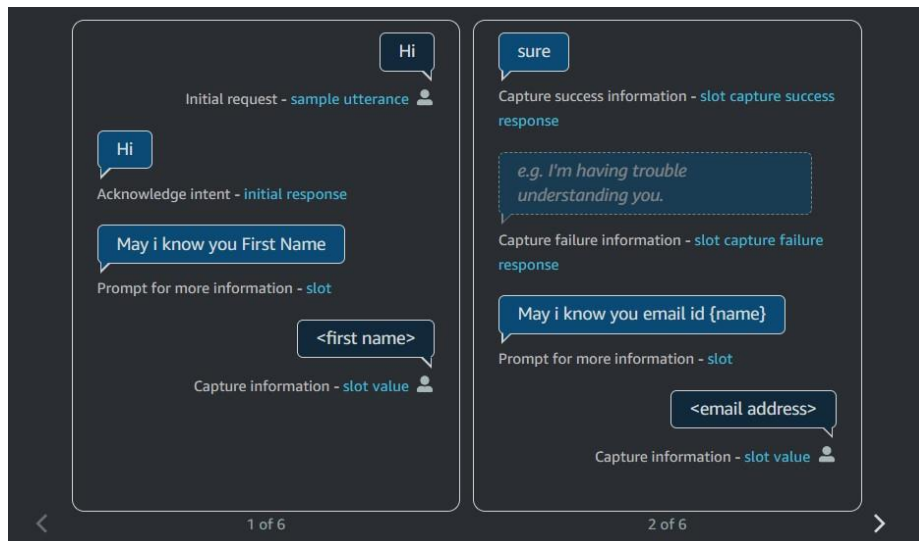 Hi
Initial request - sample utterance
Hi
Acknowledge intent - initial response
May i know you First Name
Prompt for more information - slot
<first name>
Capture information - slot value
1 of 6
sure
Capture success information - slot capture success
response
e.g. I'm having trouble
understanding you.
Capture failure information - slot capture failure
response
May i know you email id {name}
Prompt for more information - slot
<email address>
Capture information - slot value
2 of 6